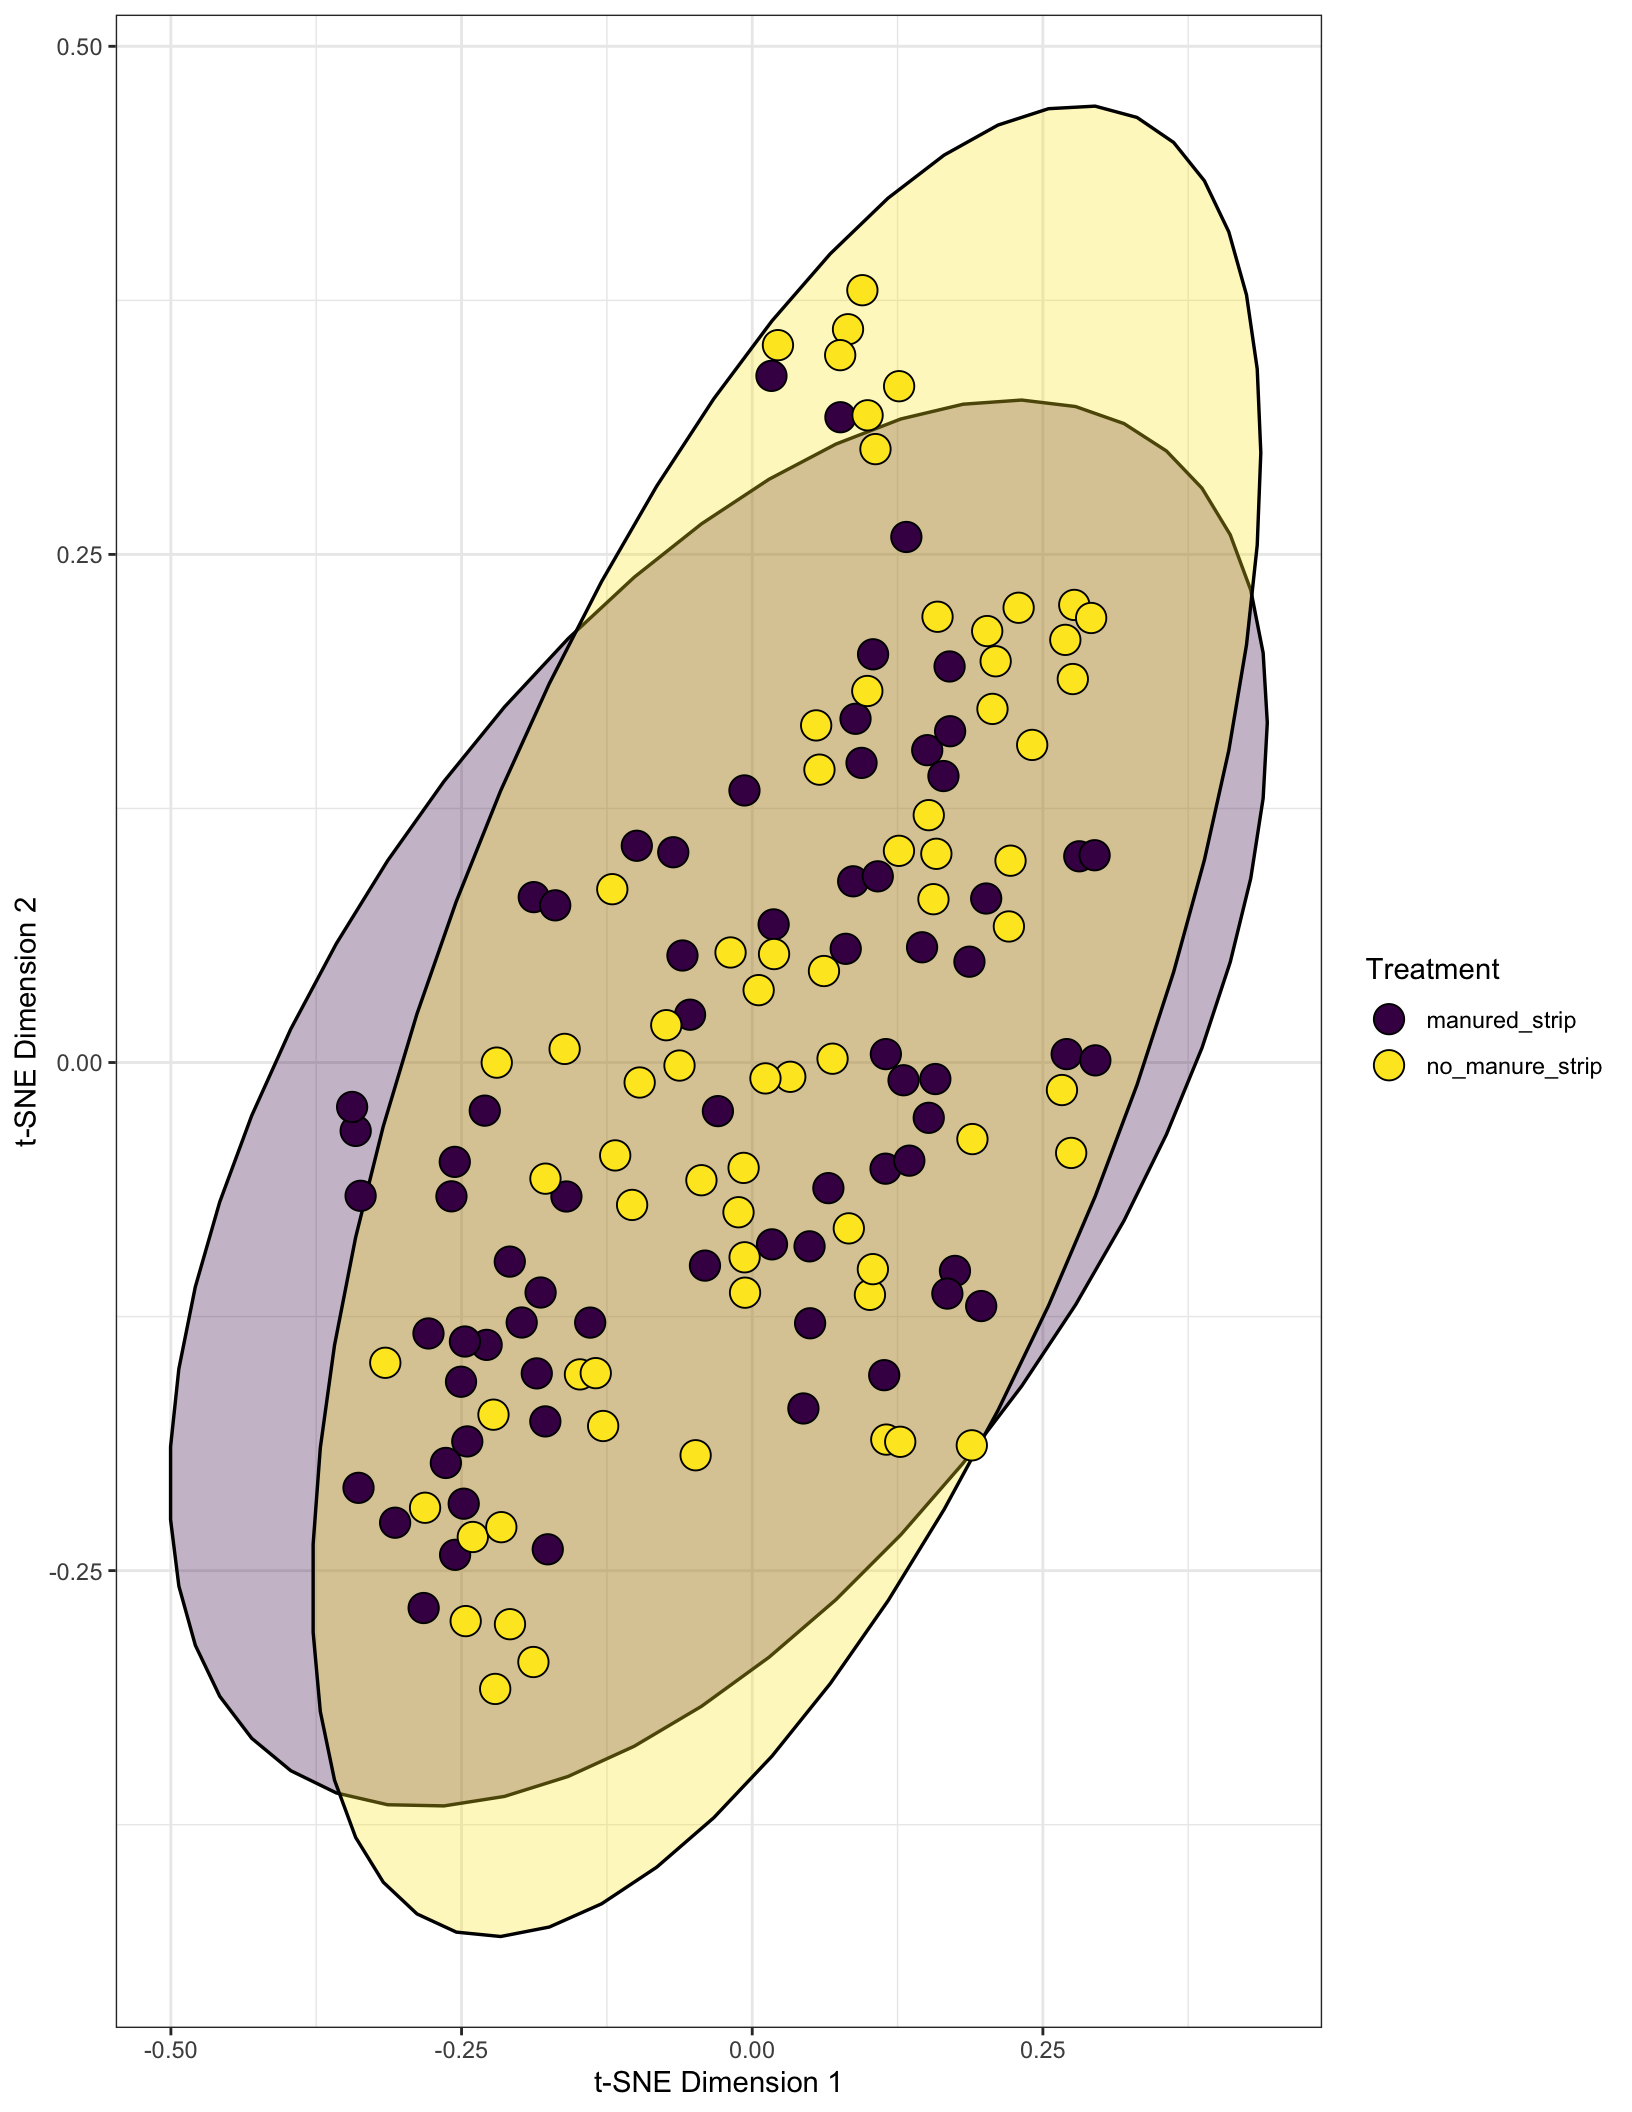 0.50
0.25
0.00
-0.25
t-SNE Dimension 2
-0.50
-0.25
0.00
0.25
t-SNE Dimension 1
Treatment
manured_strip
no_manure_strip